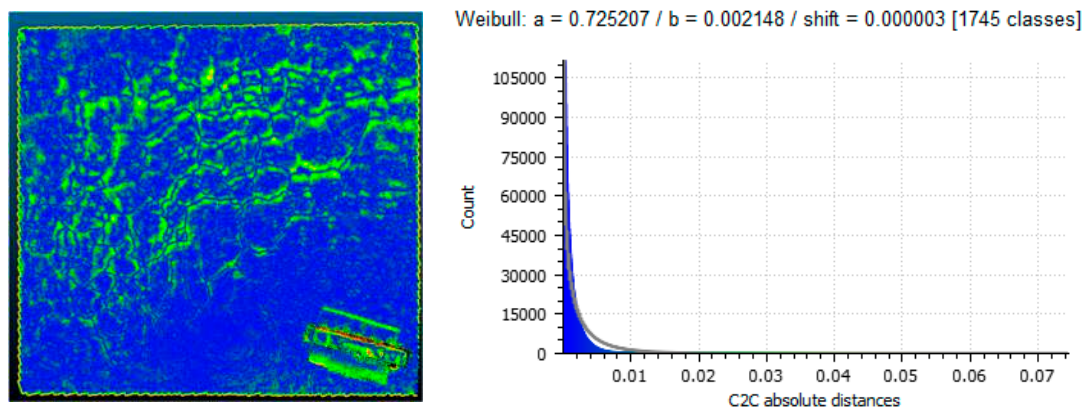 Weibull: a = 0.725207 / b = 0.002148 / shift = 0.000003 [1745 classes]
105000
90000
75000
60000
45000
30000
15000
0
Count
0.01 0.02 0.03 0.04 0.05 0.06 0.07
C2C absolute distances